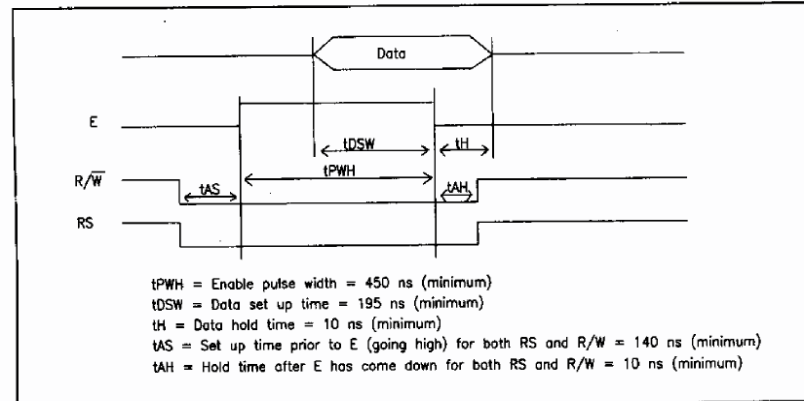 Data
E
tDSW
tH
tPWH
R/W̅
tAS
tAH
RS
tPWH = Enable pulse width = 450 ns (minimum)
tDSW = Data set up time = 195 ns (minimum)
tH = Data hold time = 10 ns (minimum)
tAS = Set up time prior to E (going high) for both RS and R/W = 140 ns (minimum)
tAH = Hold time after E has come down for both RS and R/W = 10 ns (minimum)